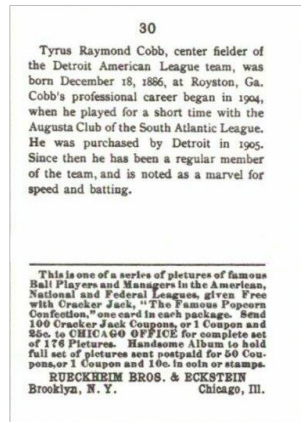 30
Tyrus Raymond Cobb, center fielder of
the Detroit American League team, was
born December 18, 1886, at Royston, Ga.
Cobb's professional career began in 1904,
when he played for a short time with the
Augusta Club of the South Atlantic League.
He was purchased by Detroit in 1905.
Since then he has been a regular member
of the team, and is noted as a marvel for
speed and batting.
This is one of a series of pictures of famous
Ball Players and Managers in the American,
National and Federal Leagues, given Free
with Cracker Jack, "The Famous Popcorn
Confection," one card in each package. Send
100 Cracker Jack Coupons, or 1 Coupon and
25c. to CHICAGO OFFICE for complete set
of 176 Pictures. Handsome Album to hold
full set of pictures sent postpaid for 50 Cou-
pons, or 1 Coupon and 10c. in coin or stamps.
RUECKHEIM BROS. & ECKSTEIN
Brooklyn, N. Y. Chicago, Ill.